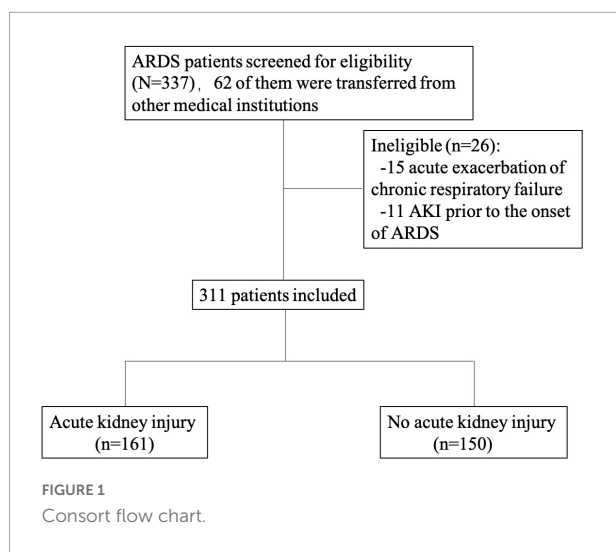 ARDS patients screened for eligibility
(N=337)，62 of them were transferred from
other medical institutions
Ineligible (n=26):
-15 acute exacerbation of
chronic respiratory failure
-11 AKI prior to the onset
of ARDS
311 patients included
Acute kidney injury
(n=161)
No acute kidney injury
(n=150)
FIGURE 1
Consort flow chart.